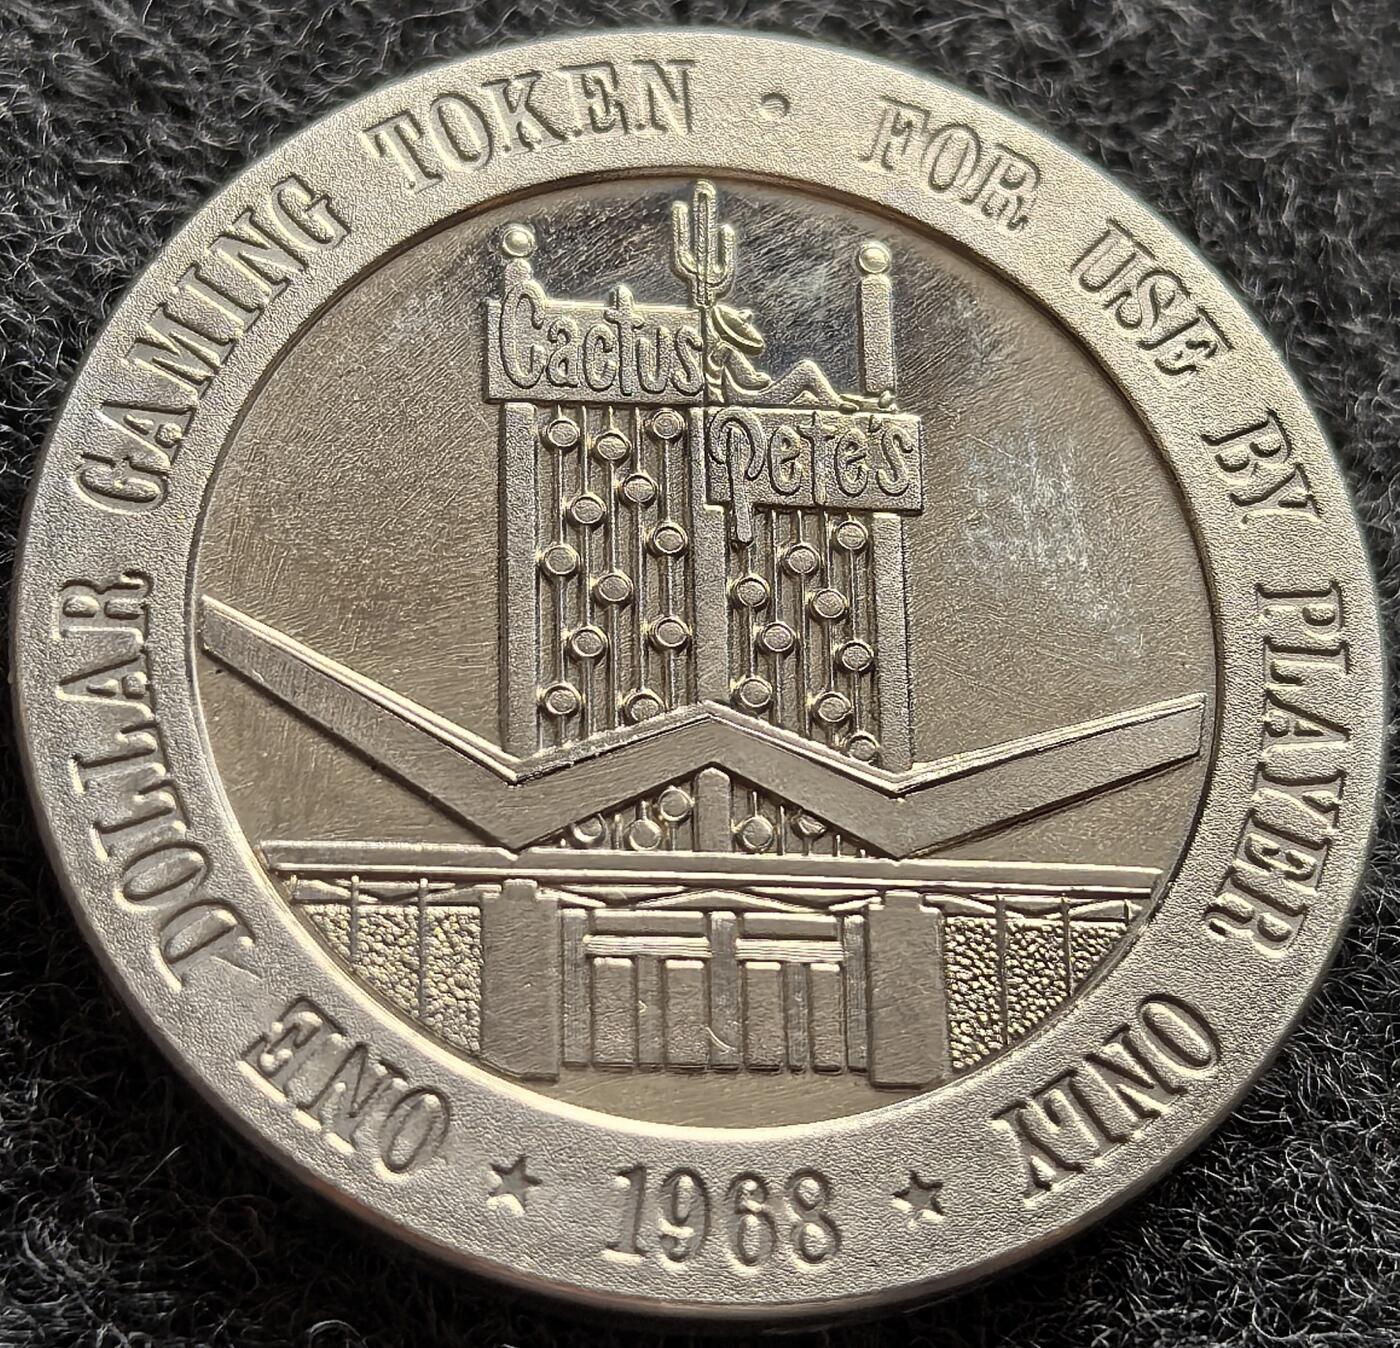 ONE DOLLAR GAMING TOKEN • FOR USE BY PLAYER ONLY
★ 1968 ★
Cactus
Pete's